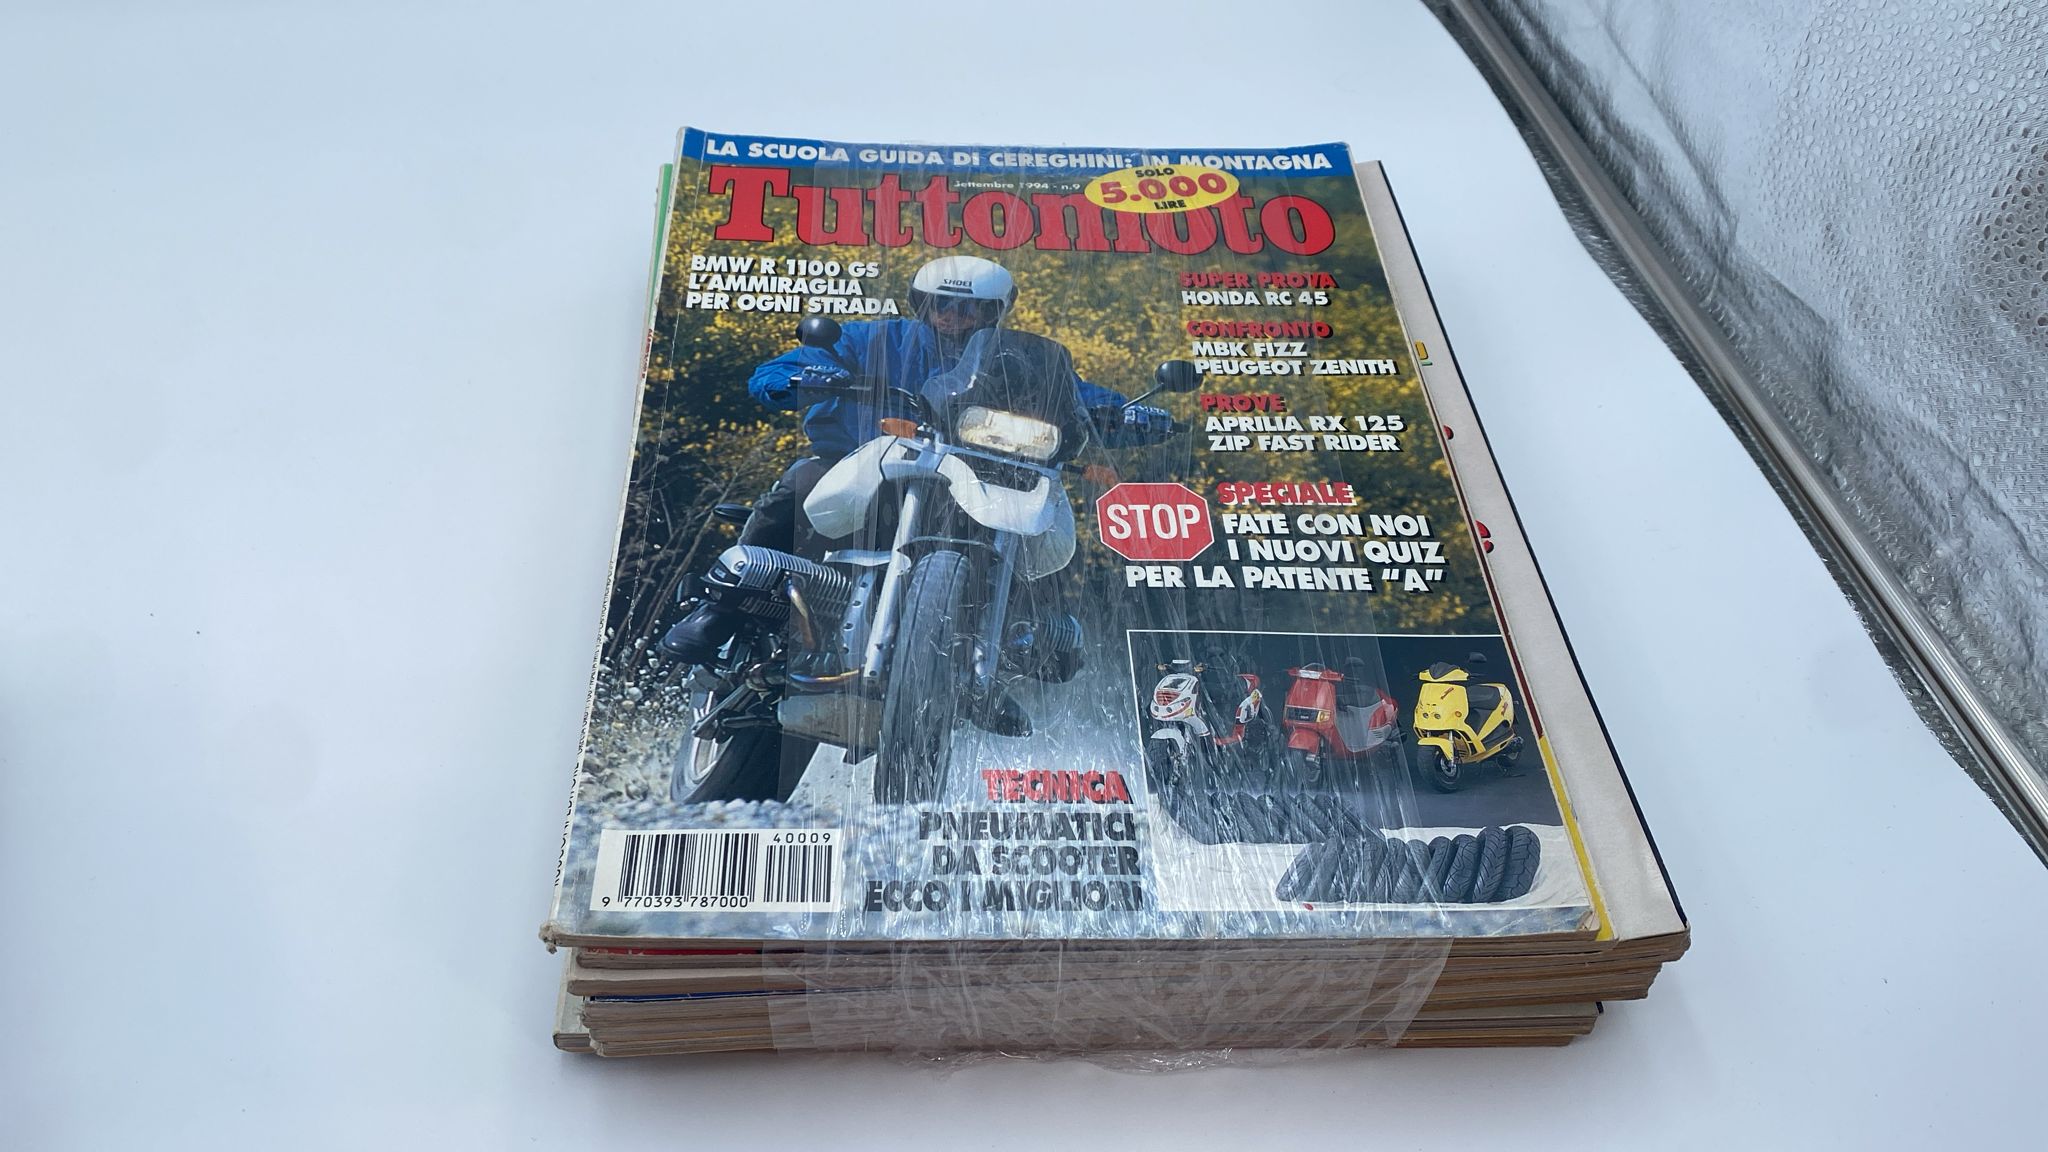 LA SCUOLA GUIDA DI CEREGHINI: IN MONTAGNA
Settembre 1994 - n.9
SOLO
5.000
LIRE
Tuttomoto
BMW R 1100 GS
L'AMMIRAGLIA
PER OGNI STRADA
SHOEI
SUPER PROVA
HONDA RC 45
CONFRONTO
MBK FIZZ
PEUGEOT ZENITH
PROVE
APRILIA RX 125
ZIP FAST RIDER
STOP
SPECIALE
FATE CON NOI
I NUOVI QUIZ
PER LA PATENTE "A"
TECNICA
PNEUMATICI
DA SCOOTER
ECCO I MIGLIORI
40009
9 770393 787000